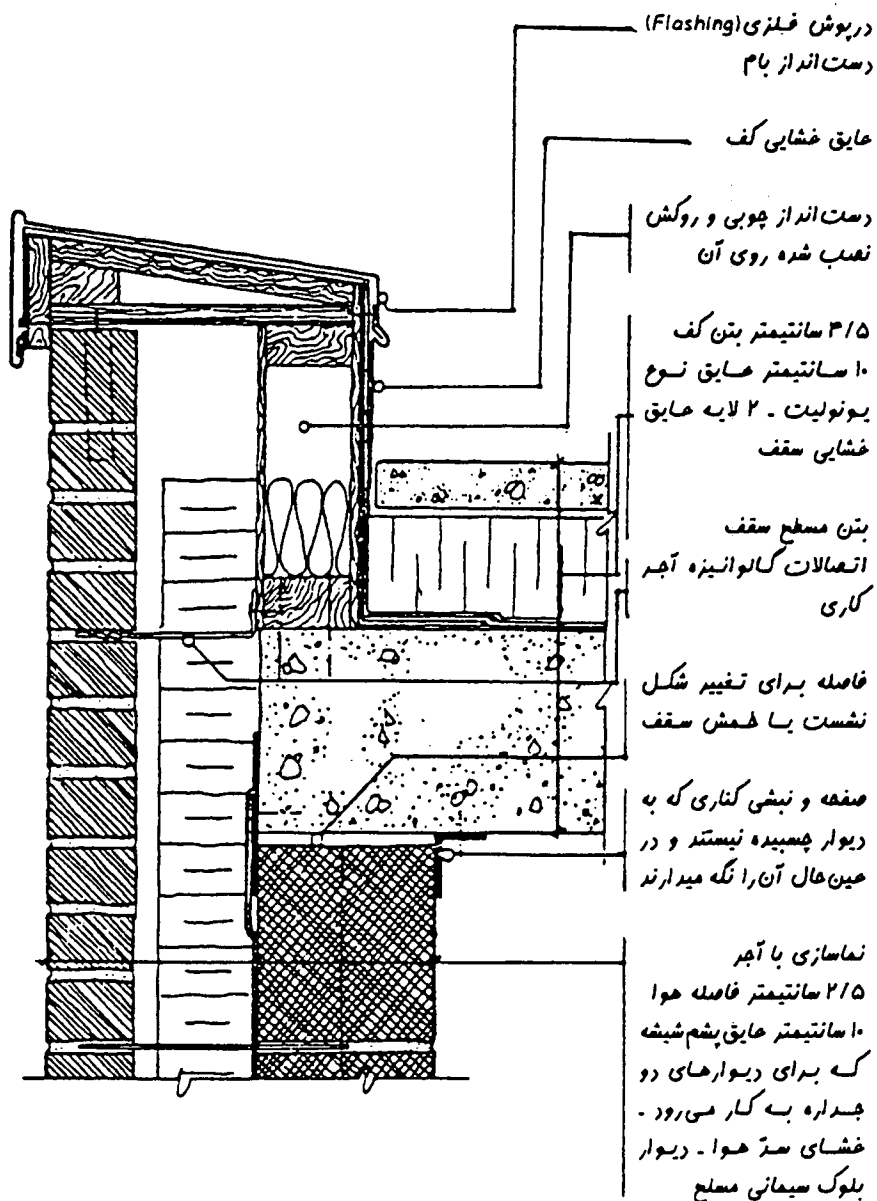 درپوش فلزی (Flashing)
دست‌انداز بام
عایق غشایی کف
دست‌انداز چوبی و روکش
نصب شده روی آن
۳/۵ سانتیمتر بتن کف
۱۰ سانتیمتر عایق نوع
یونولیت ـ ۲ لایه عایق
غشایی سقف
بتن مسطح سقف
اتصالات گالوانیزه آجر
کاری
فاصله برای تغییر شکل
نشست یا خمش سقف
صفحه و نبشی کناری که به
دیوار چسبیده نیستند و در
عین‌حال آن‌را نگه میدارند
نماسازی با آجر
۲/۵ سانتیمتر فاصله هوا
۱۰ سانتیمتر عایق پشم‌شیشه
که برای دیوارهای دو
جداره به کار می‌رود ـ
غشای سدّ هوا ـ دیوار
بلوک سیمانی مسلح